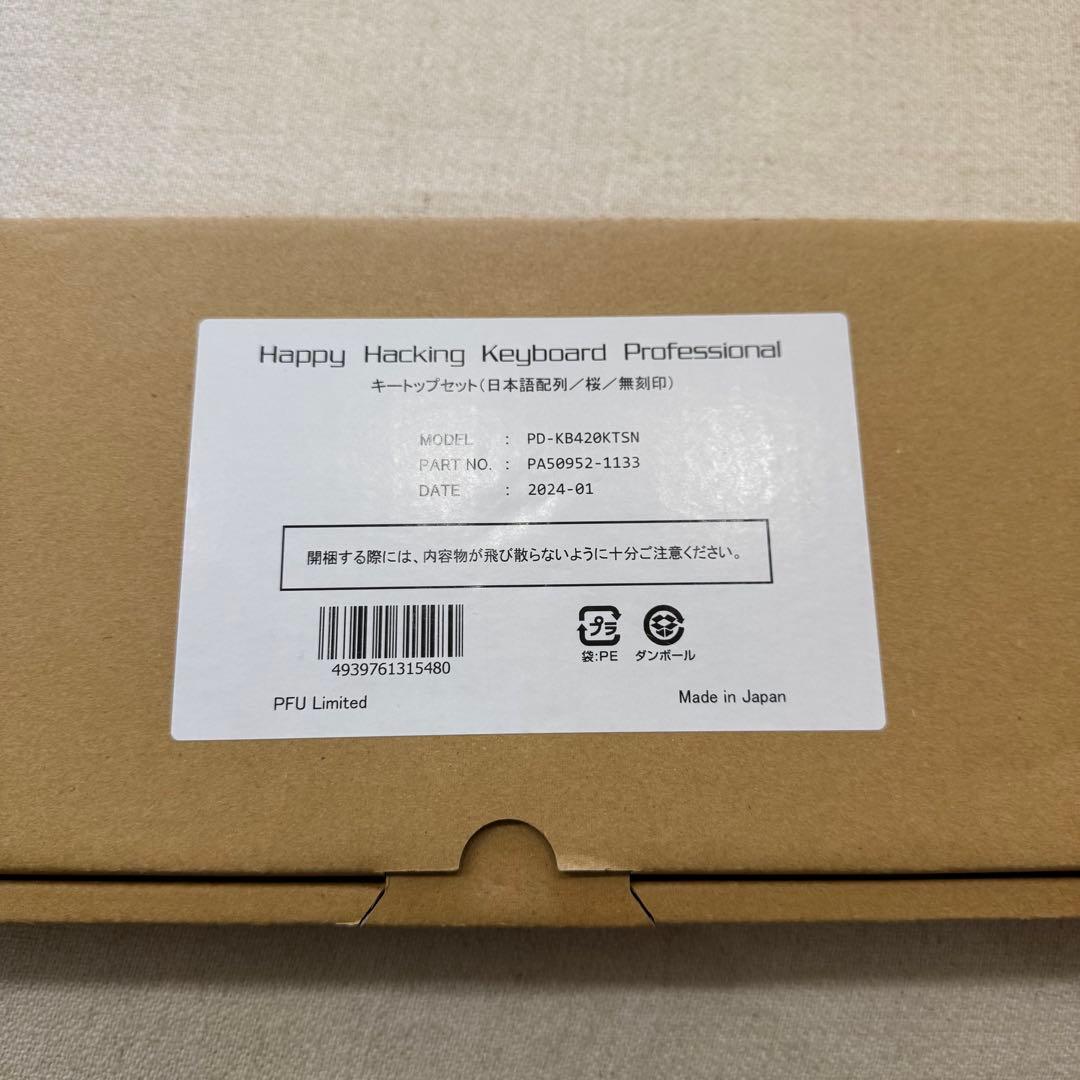 Happy Hacking Keyboard Professional
キートップセット(日本語配列／桜／無刻印)
MODEL : PD-KB420KTSN
PART NO. : PA50952-1133
DATE : 2024-01
開梱する際には、内容物が飛び散らないように十分ご注意ください。
プラ
袋:PE ダンボール
4939761315480
PFU Limited Made in Japan